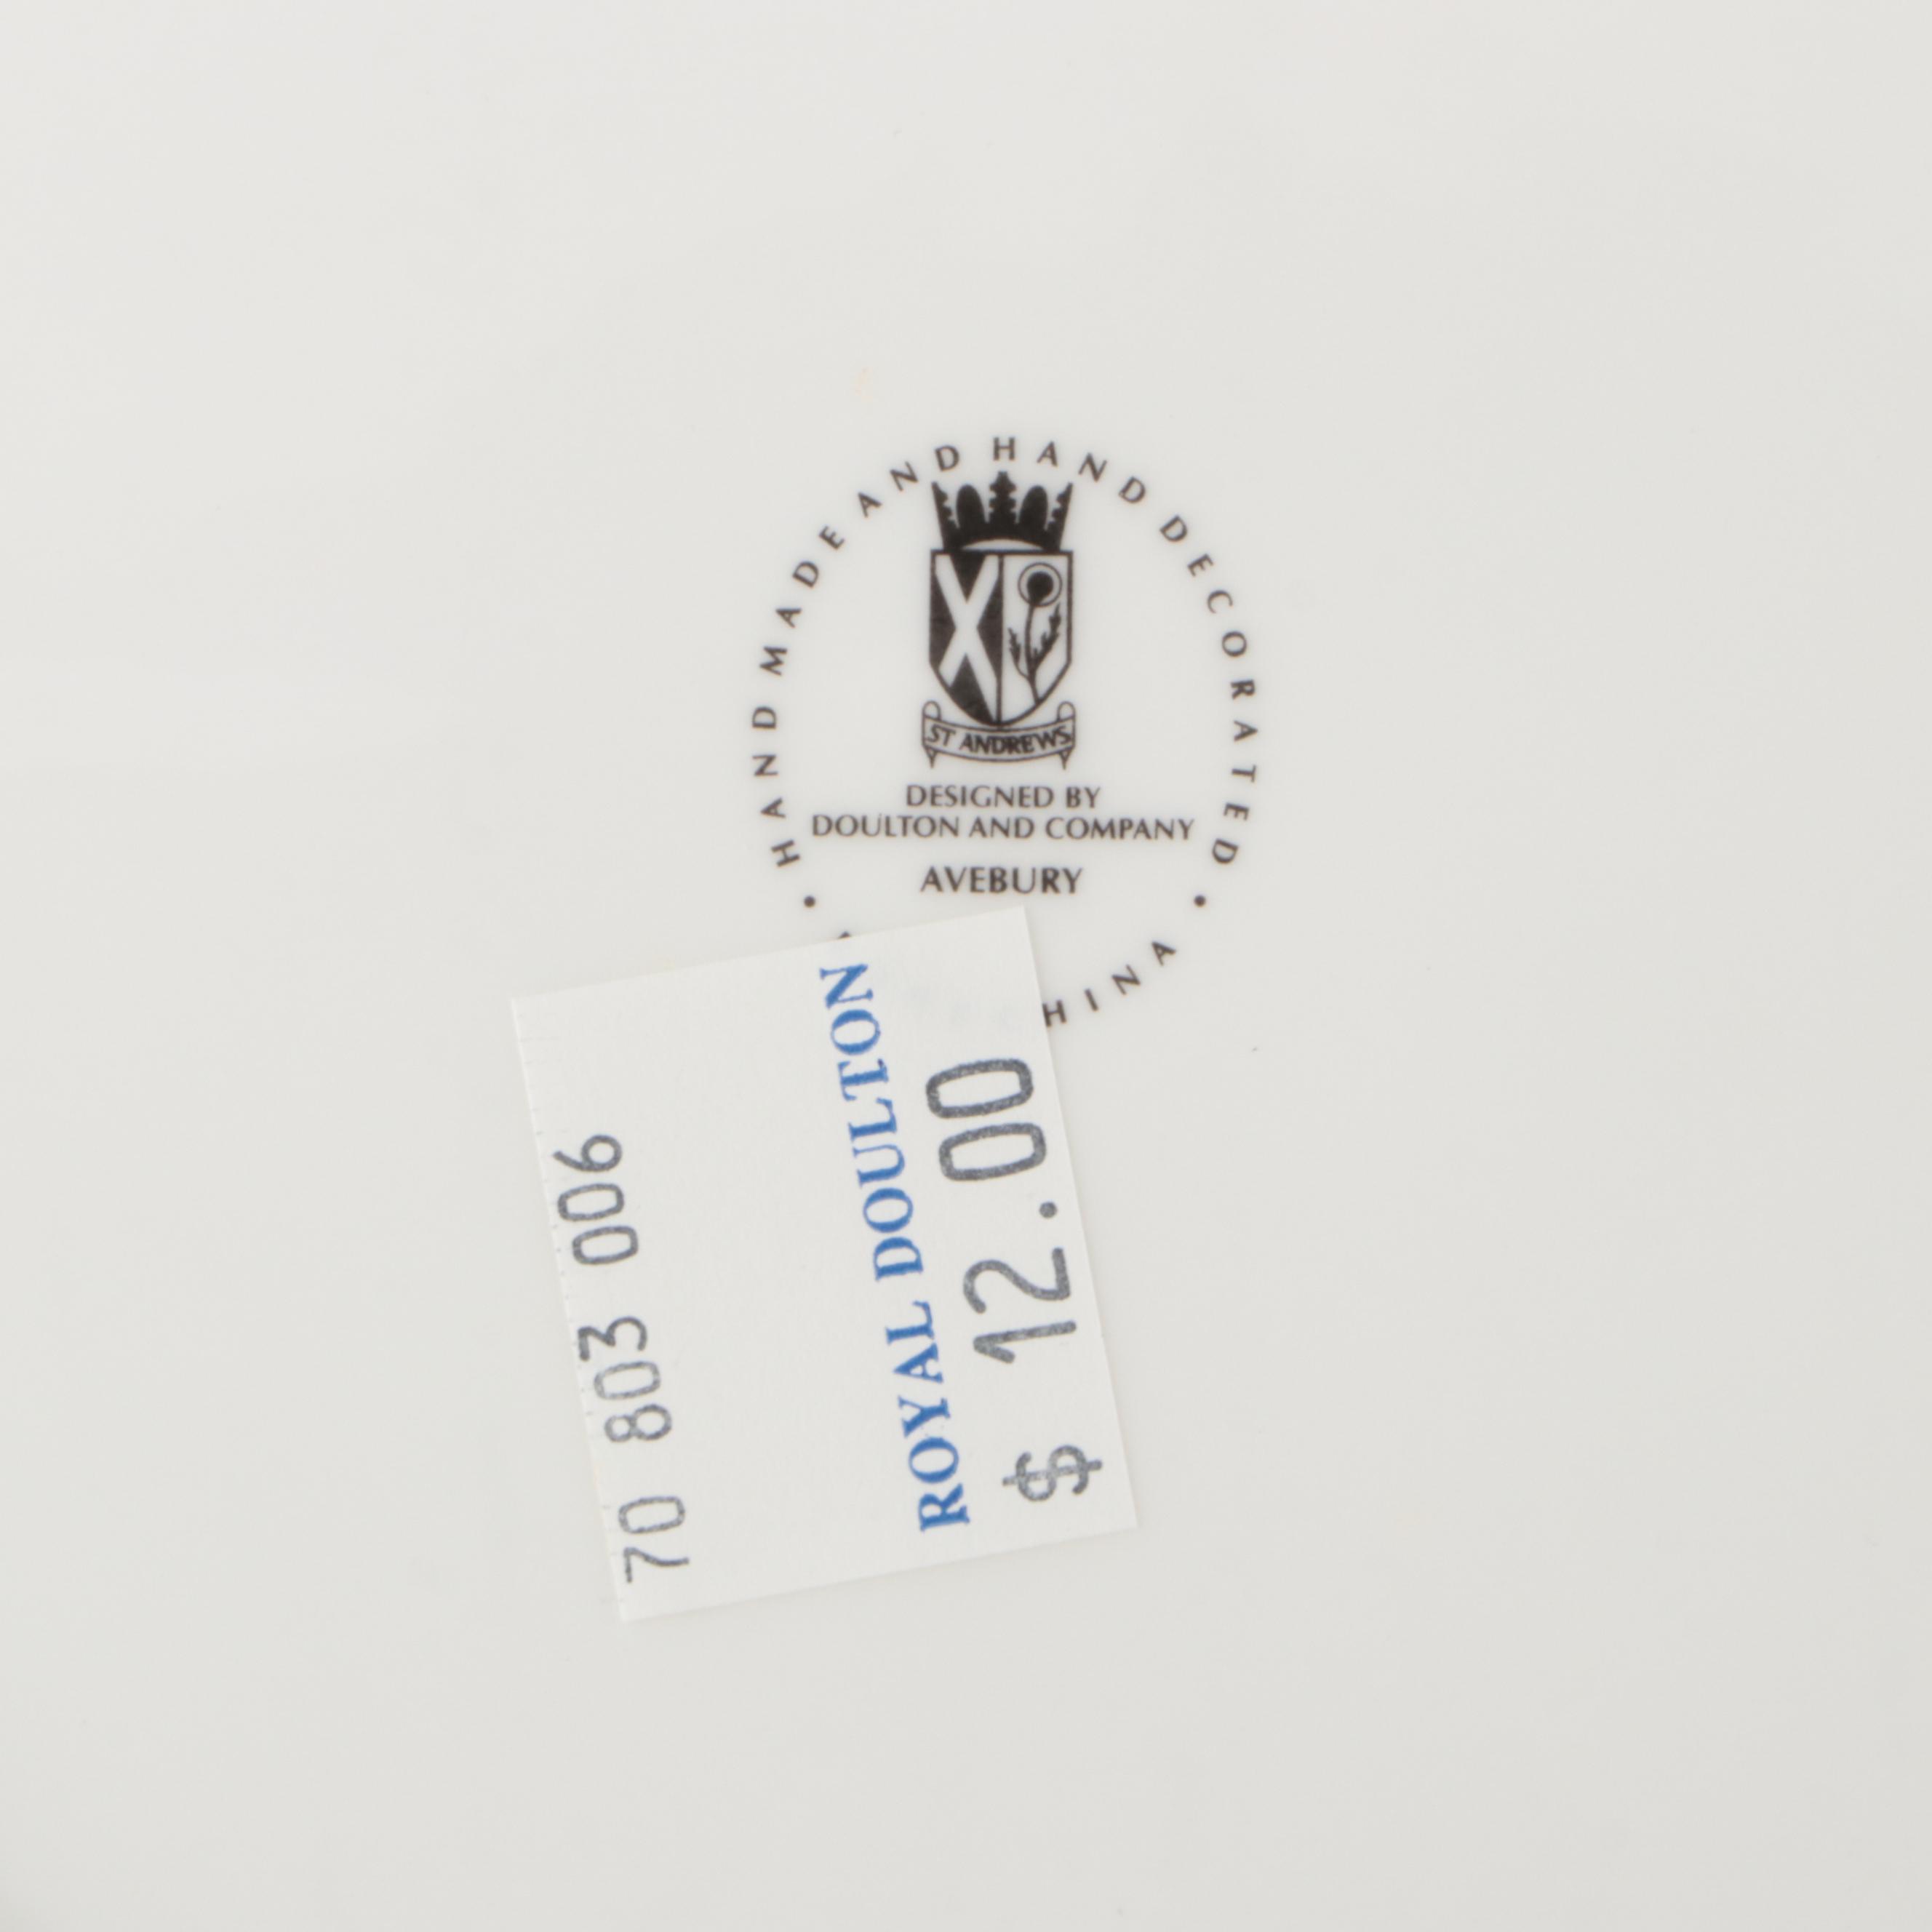 HAND MADE AND HAND DECORATED
ST ANDREWS
DESIGNED BY
DOULTON AND COMPANY
AVEBURY
HINA
70 803 006
ROYAL DOULTON
$ 12.00